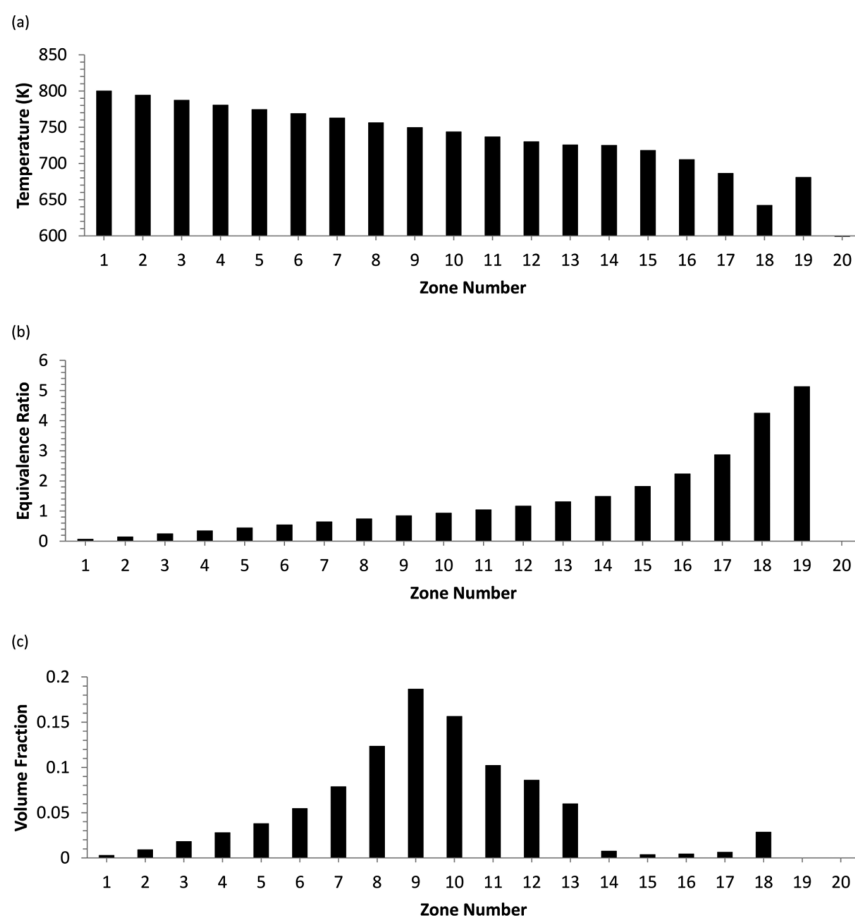 (a)
850
800
750
700
650
600
Temperature (K)
1 2 3 4 5 6 7 8 9 10 11 12 13 14 15 16 17 18 19 20
Zone Number
(b)
6
5
4
3
2
1
0
Equivalence Ratio
1 2 3 4 5 6 7 8 9 10 11 12 13 14 15 16 17 18 19 20
Zone Number
(c)
0.2
0.15
0.1
0.05
0
Volume Fraction
1 2 3 4 5 6 7 8 9 10 11 12 13 14 15 16 17 18 19 20
Zone Number